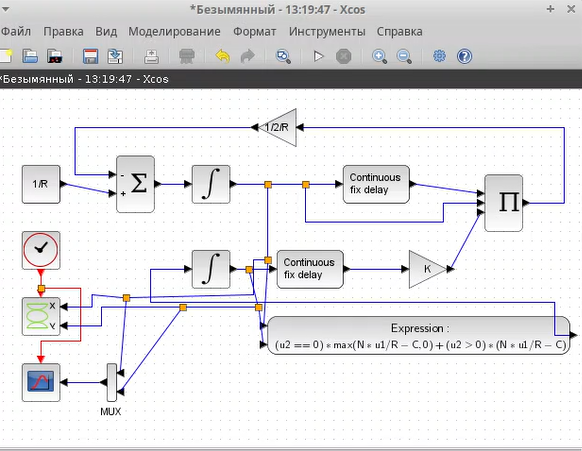 *Безымянный - 13:19:47 - Xcos
Файл Правка Вид Моделирование Формат Инструменты Справка
*Безымянный - 13:19:47 - Xcos
1/2/R
1/R
-
+
Σ
∫
Continuous
fix delay
Π
∫
Continuous
fix delay
K
X
Y
Expression :
(u2 == 0) * max(N * u1/R − C, 0) + (u2 > 0) * (N * u1/R − C)
MUX